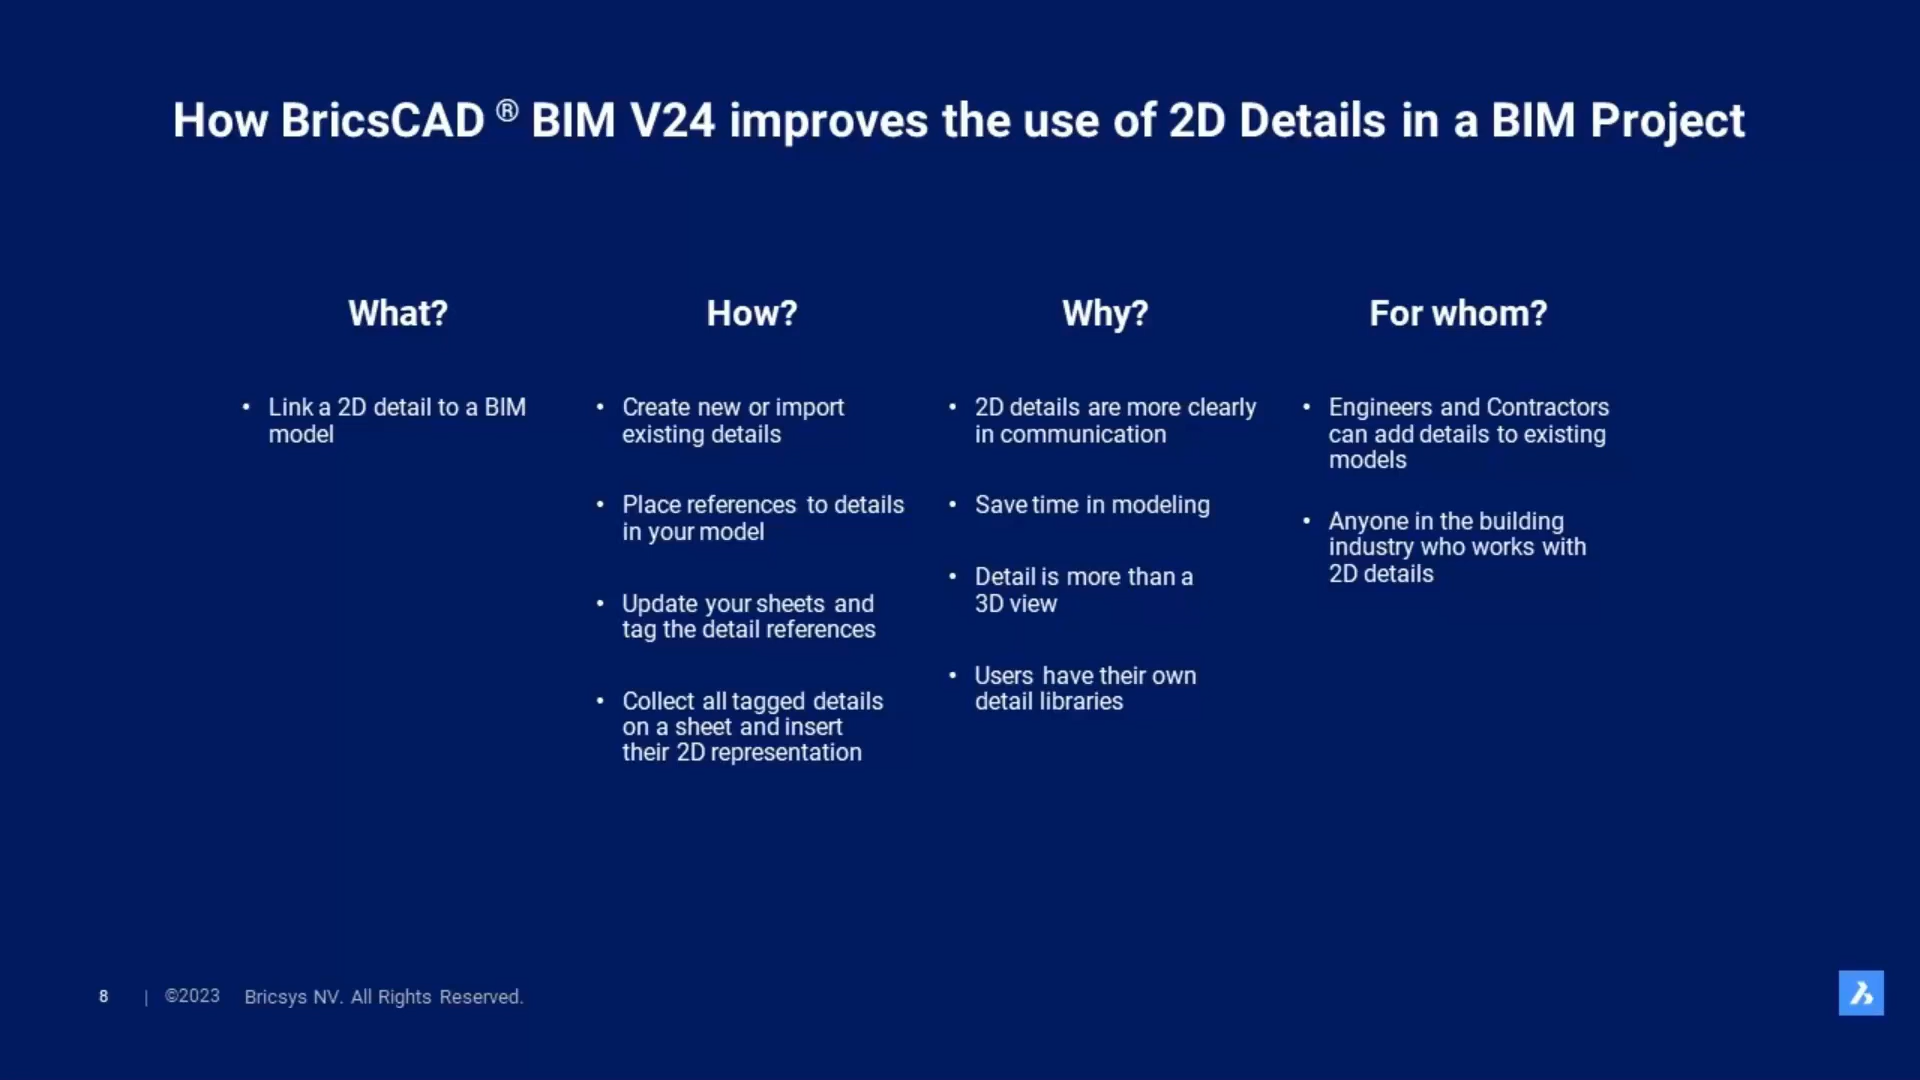 How BricsCAD ® BIM V24 improves the use of 2D Details in a BIM Project
What?
• Link a 2D detail to a BIM
model
How?
• Create new or import
existing details
• Place references to details
in your model
• Update your sheets and
tag the detail references
• Collect all tagged details
on a sheet and insert
their 2D representation
Why?
• 2D details are more clearly
in communication
• Save time in modeling
• Detail is more than a
3D view
• Users have their own
detail libraries
For whom?
• Engineers and Contractors
can add details to existing
models
• Anyone in the building
industry who works with
2D details
8 | ©2023 Bricsys NV. All Rights Reserved.